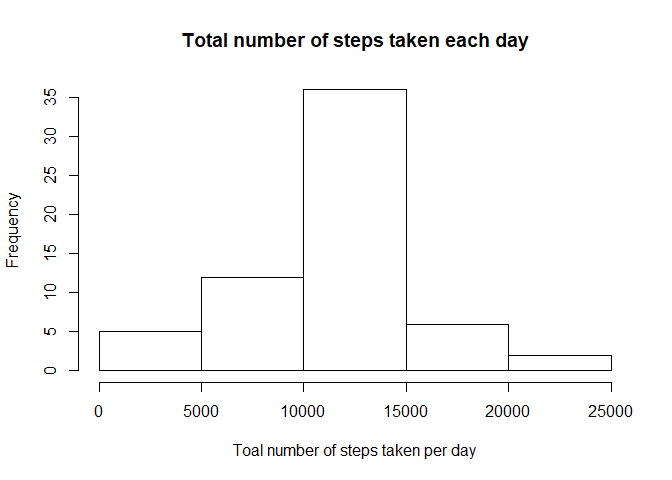 Total number of steps taken each day
Frequency
35
30
25
20
15
10
5
0
0 5000 10000 15000 20000 25000
Toal number of steps taken per day